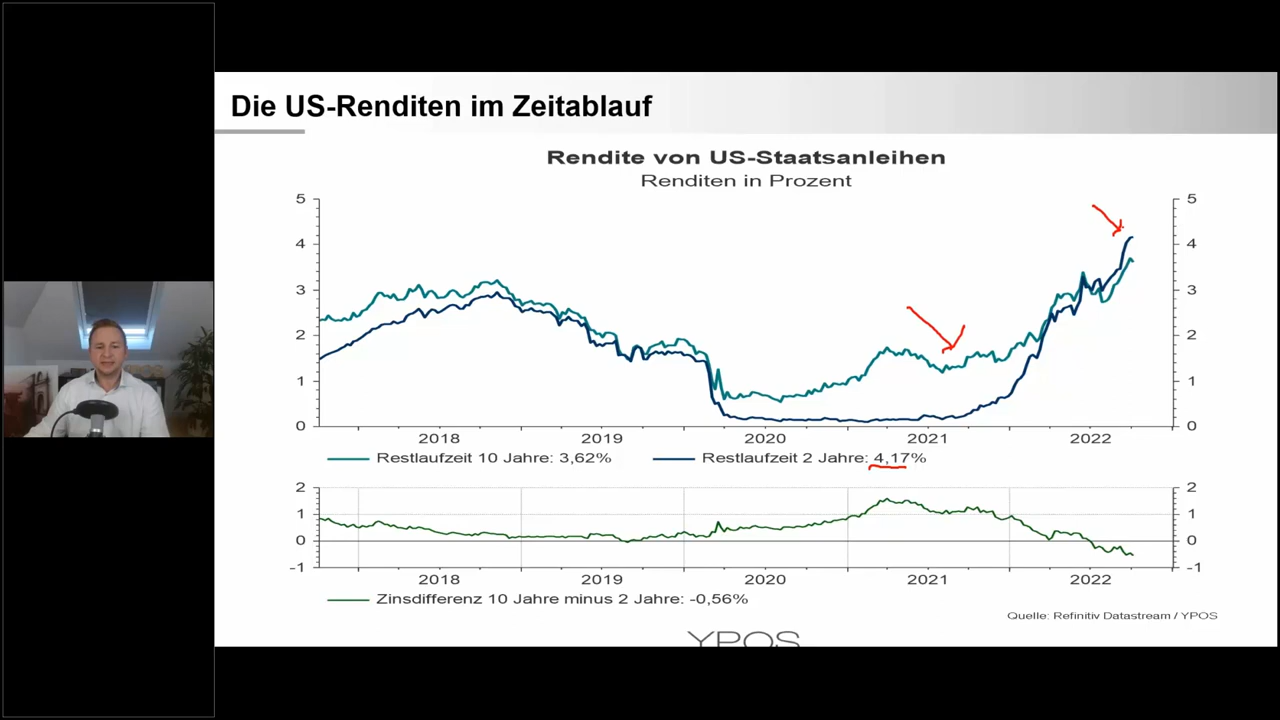 Die US-Renditen im Zeitablauf
Rendite von US-Staatsanleihen
Renditen in Prozent
5 5
4 4
3 3
2 2
1 1
0 0
2018 2019 2020 2021 2022
Restlaufzeit 10 Jahre: 3,62% Restlaufzeit 2 Jahre: 4,17%
2 2
1 1
0 0
-1 -1
2018 2019 2020 2021 2022
Zinsdifferenz 10 Jahre minus 2 Jahre: -0,56%
Quelle: Refinitiv Datastream / YPOS
YPOS